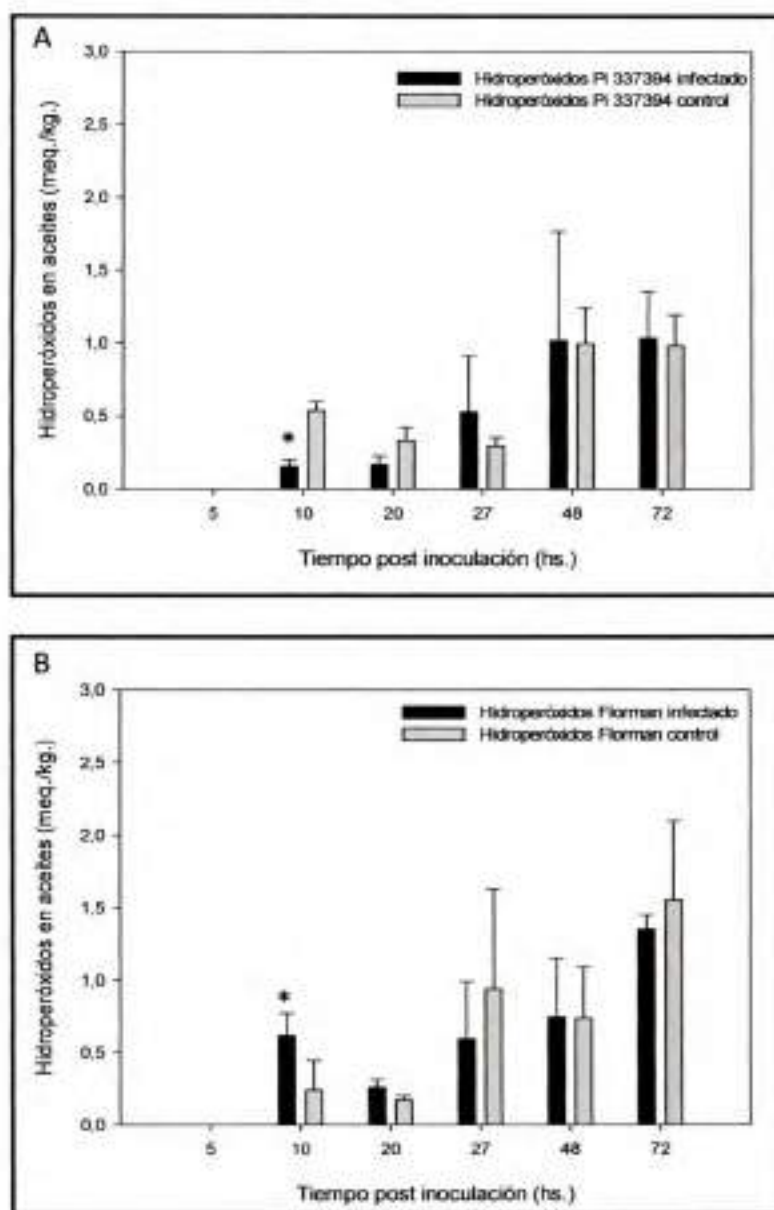 A
3,0
2,5
2,0
1,5
1,0
0,5
0,0
Hidroperóxidos en aceites (meq./kg.)
Hidroperóxidos PI 337394 infectado
Hidroperóxidos PI 337394 control
*
5 10 20 27 48 72
Tiempo post inoculación (hs.)
B
3,0
2,5
2,0
1,5
1,0
0,5
0,0
Hidroperóxidos en aceites (meq./kg.)
Hidroperóxidos Florman infectado
Hidroperóxidos Florman control
*
5 10 20 27 48 72
Tiempo post inoculación (hs.)